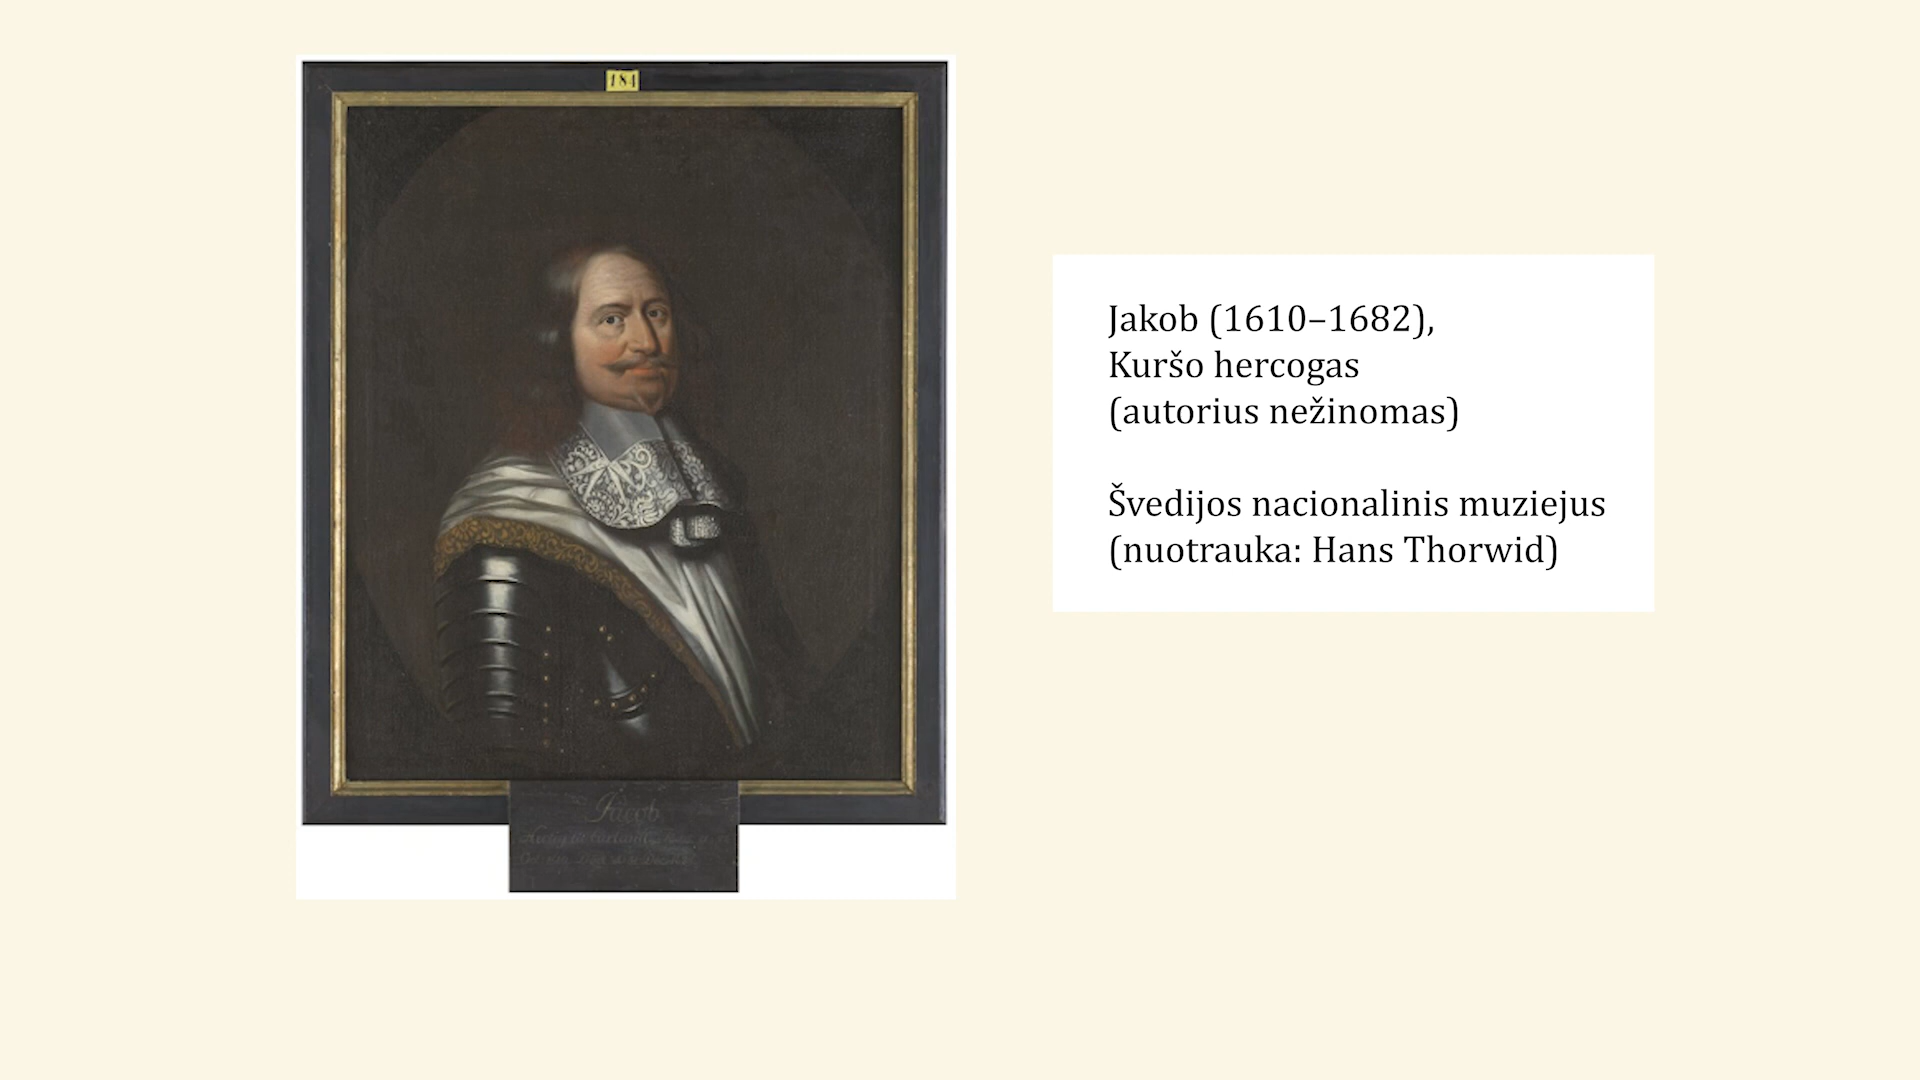 184
Jacob
Jakob (1610–1682),
Kuršo hercogas
(autorius nežinomas)
Švedijos nacionalinis muziejus
(nuotrauka: Hans Thorwid)